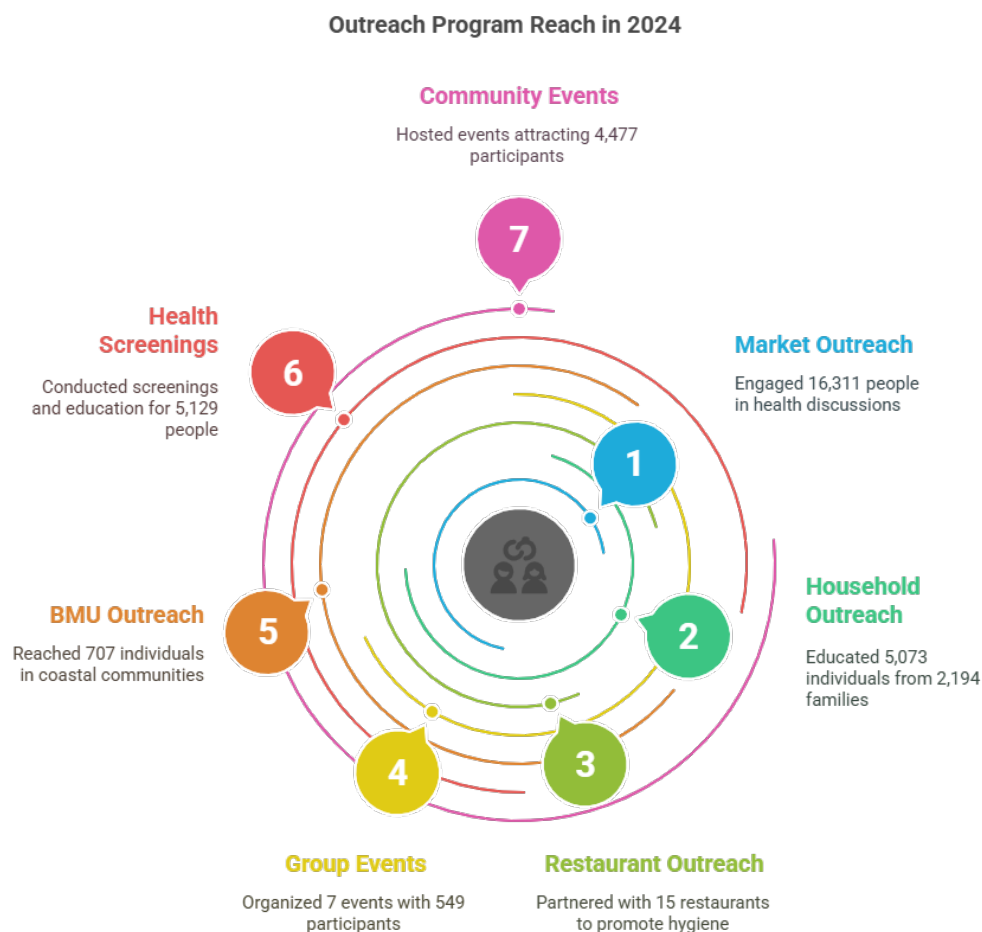 Outreach Program Reach in 2024
Community Events
Hosted events attracting 4,477
participants
7
Health
Screenings
Conducted screenings
and education for 5,129
people
6
Market Outreach
Engaged 16,311 people
in health discussions
1
Household
Outreach
Educated 5,073
individuals from 2,194
families
2
BMU Outreach
Reached 707 individuals
in coastal communities
5
4
3
Group Events
Organized 7 events with 549
participants
Restaurant Outreach
Partnered with 15 restaurants
to promote hygiene